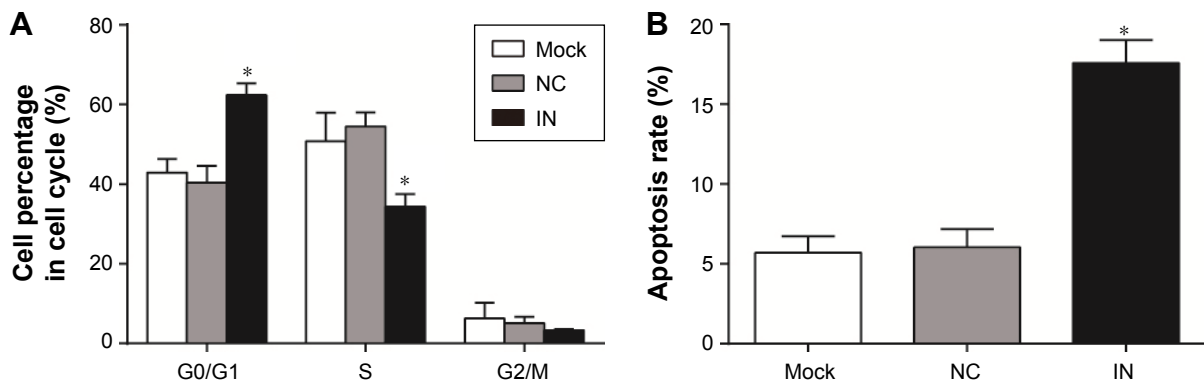 A
Cell percentage
in cell cycle (%)
80
60
40
20
0
*
*
G0/G1
S
G2/M
Mock
NC
IN
B
Apoptosis rate (%)
20
15
10
5
0
*
Mock
NC
IN